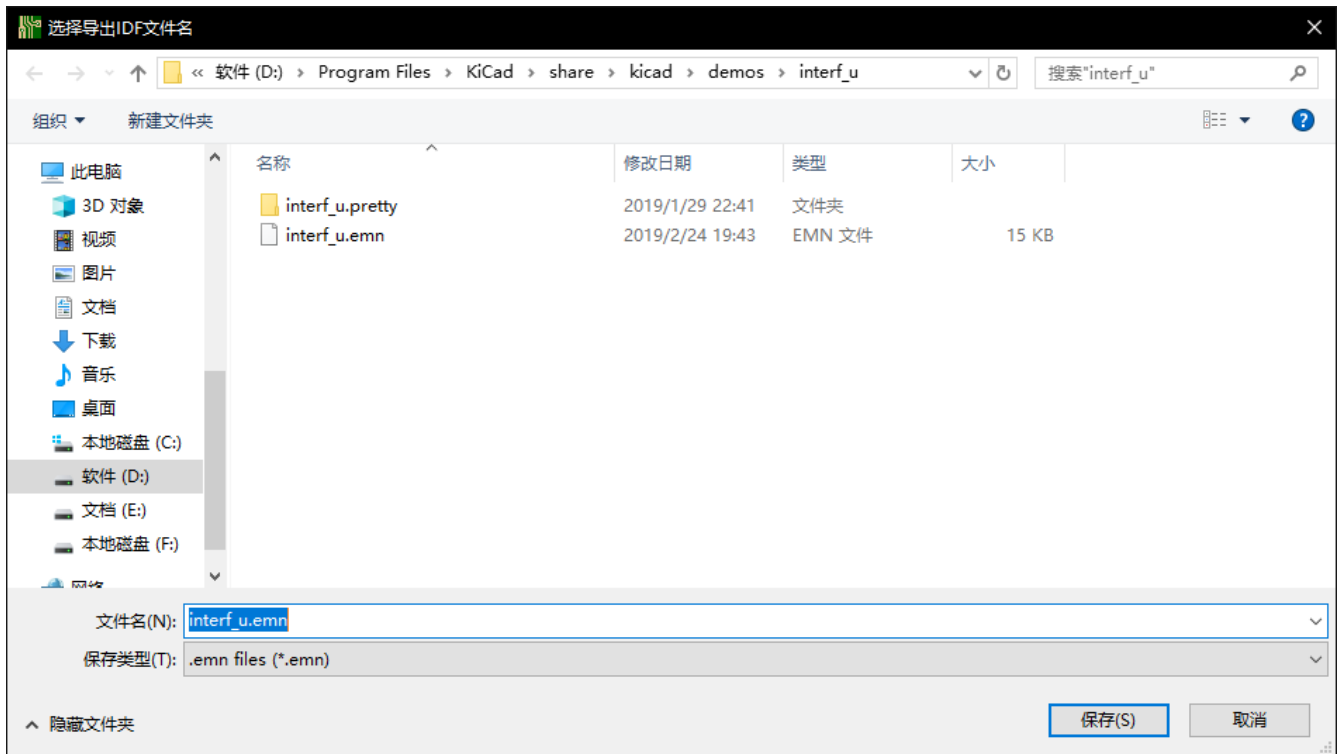 选择导出IDF文件名
« 软件 (D:) › Program Files › KiCad › share › kicad › demos › interf_u
搜索"interf_u"
组织
新建文件夹
名称 修改日期 类型 大小
interf_u.pretty 2019/1/29 22:41 文件夹
interf_u.emn 2019/2/24 19:43 EMN 文件 15 KB
此电脑
3D 对象
视频
图片
文档
下载
音乐
桌面
本地磁盘 (C:)
软件 (D:)
文档 (E:)
本地磁盘 (F:)
网络
文件名(N): interf_u.emn
保存类型(T): .emn files (*.emn)
隐藏文件夹
保存(S) 取消